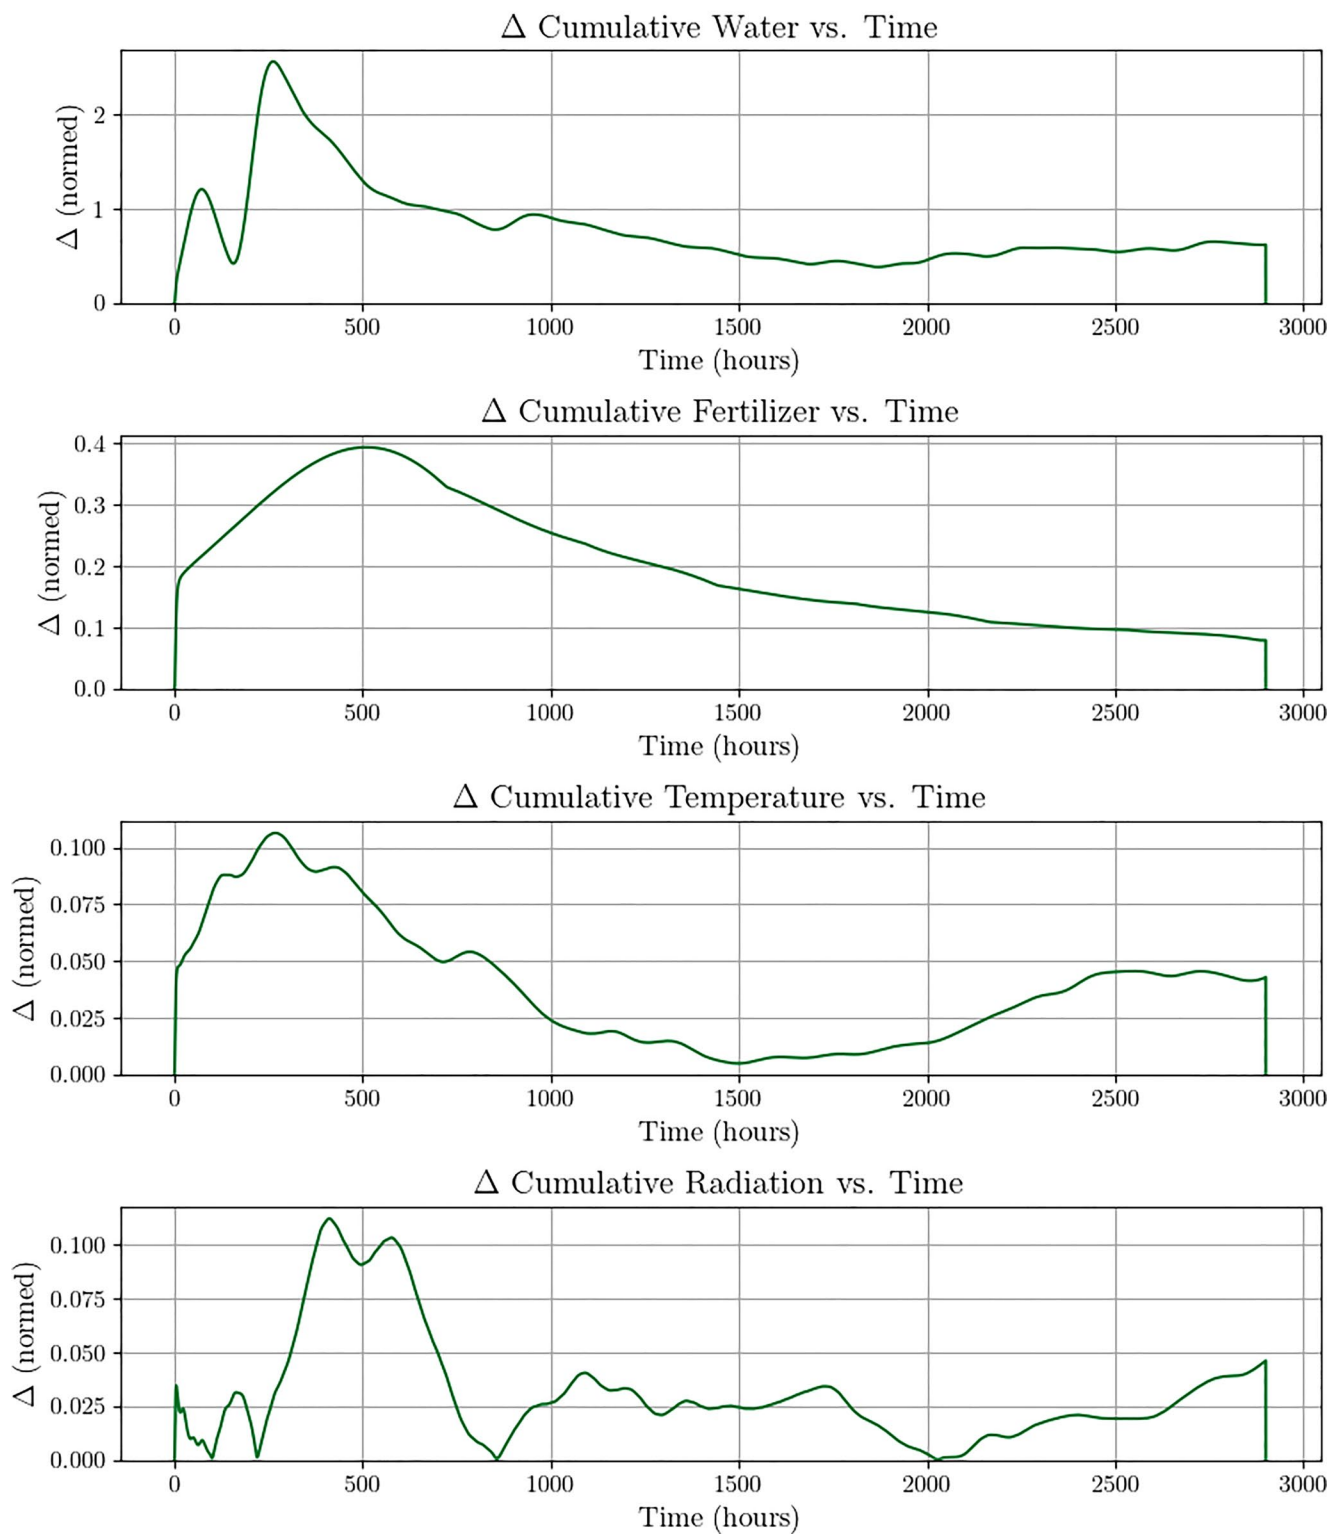 Δ Cumulative Water vs. Time
Δ (normed)
2
1
0
0 500 1000 1500 2000 2500 3000
Time (hours)
Δ Cumulative Fertilizer vs. Time
Δ (normed)
0.4
0.3
0.2
0.1
0.0
0 500 1000 1500 2000 2500 3000
Time (hours)
Δ Cumulative Temperature vs. Time
Δ (normed)
0.100
0.075
0.050
0.025
0.000
0 500 1000 1500 2000 2500 3000
Time (hours)
Δ Cumulative Radiation vs. Time
Δ (normed)
0.100
0.075
0.050
0.025
0.000
0 500 1000 1500 2000 2500 3000
Time (hours)